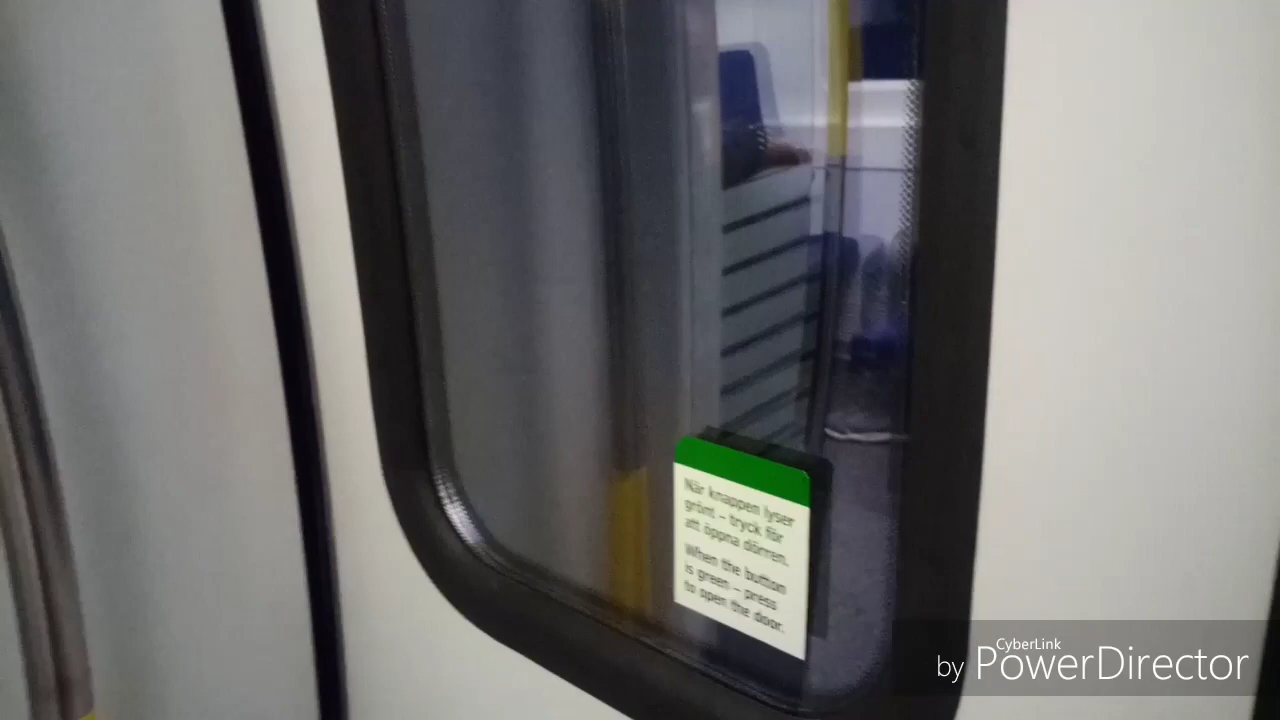 När knappen lyser
grönt – tryck för
att öppna dörren.
When the button
is green – press
to open the door.
CyberLink
by PowerDirector